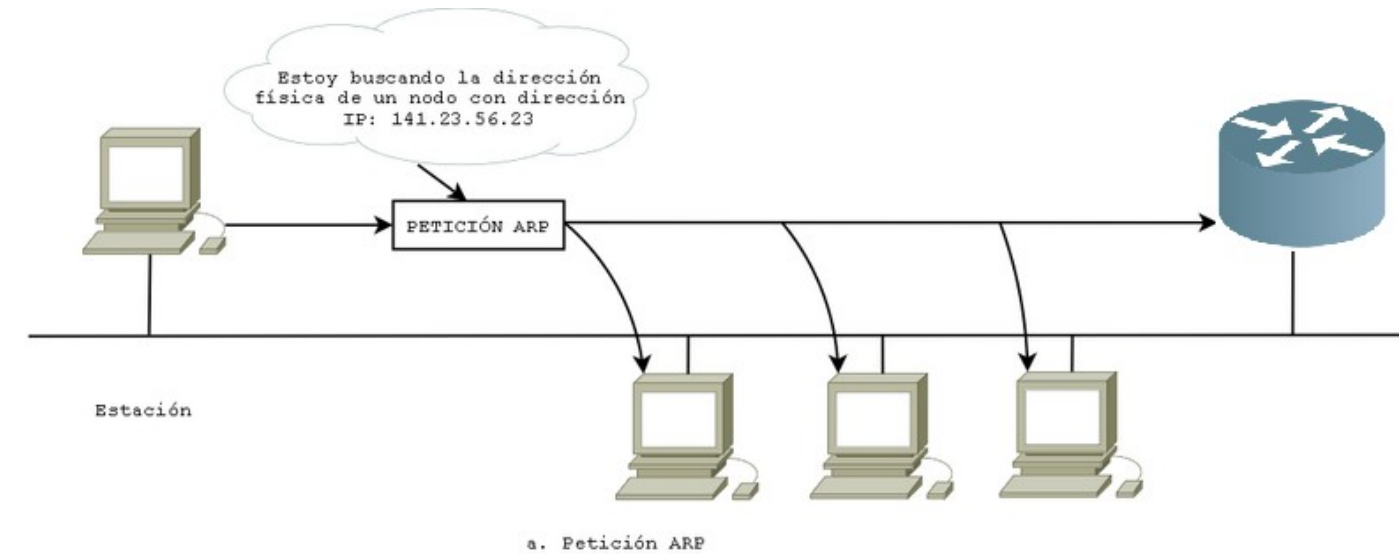 Estoy buscando la dirección
física de un nodo con dirección
IP: 141.23.56.23
PETICIÓN ARP
Estación
a. Petición ARP